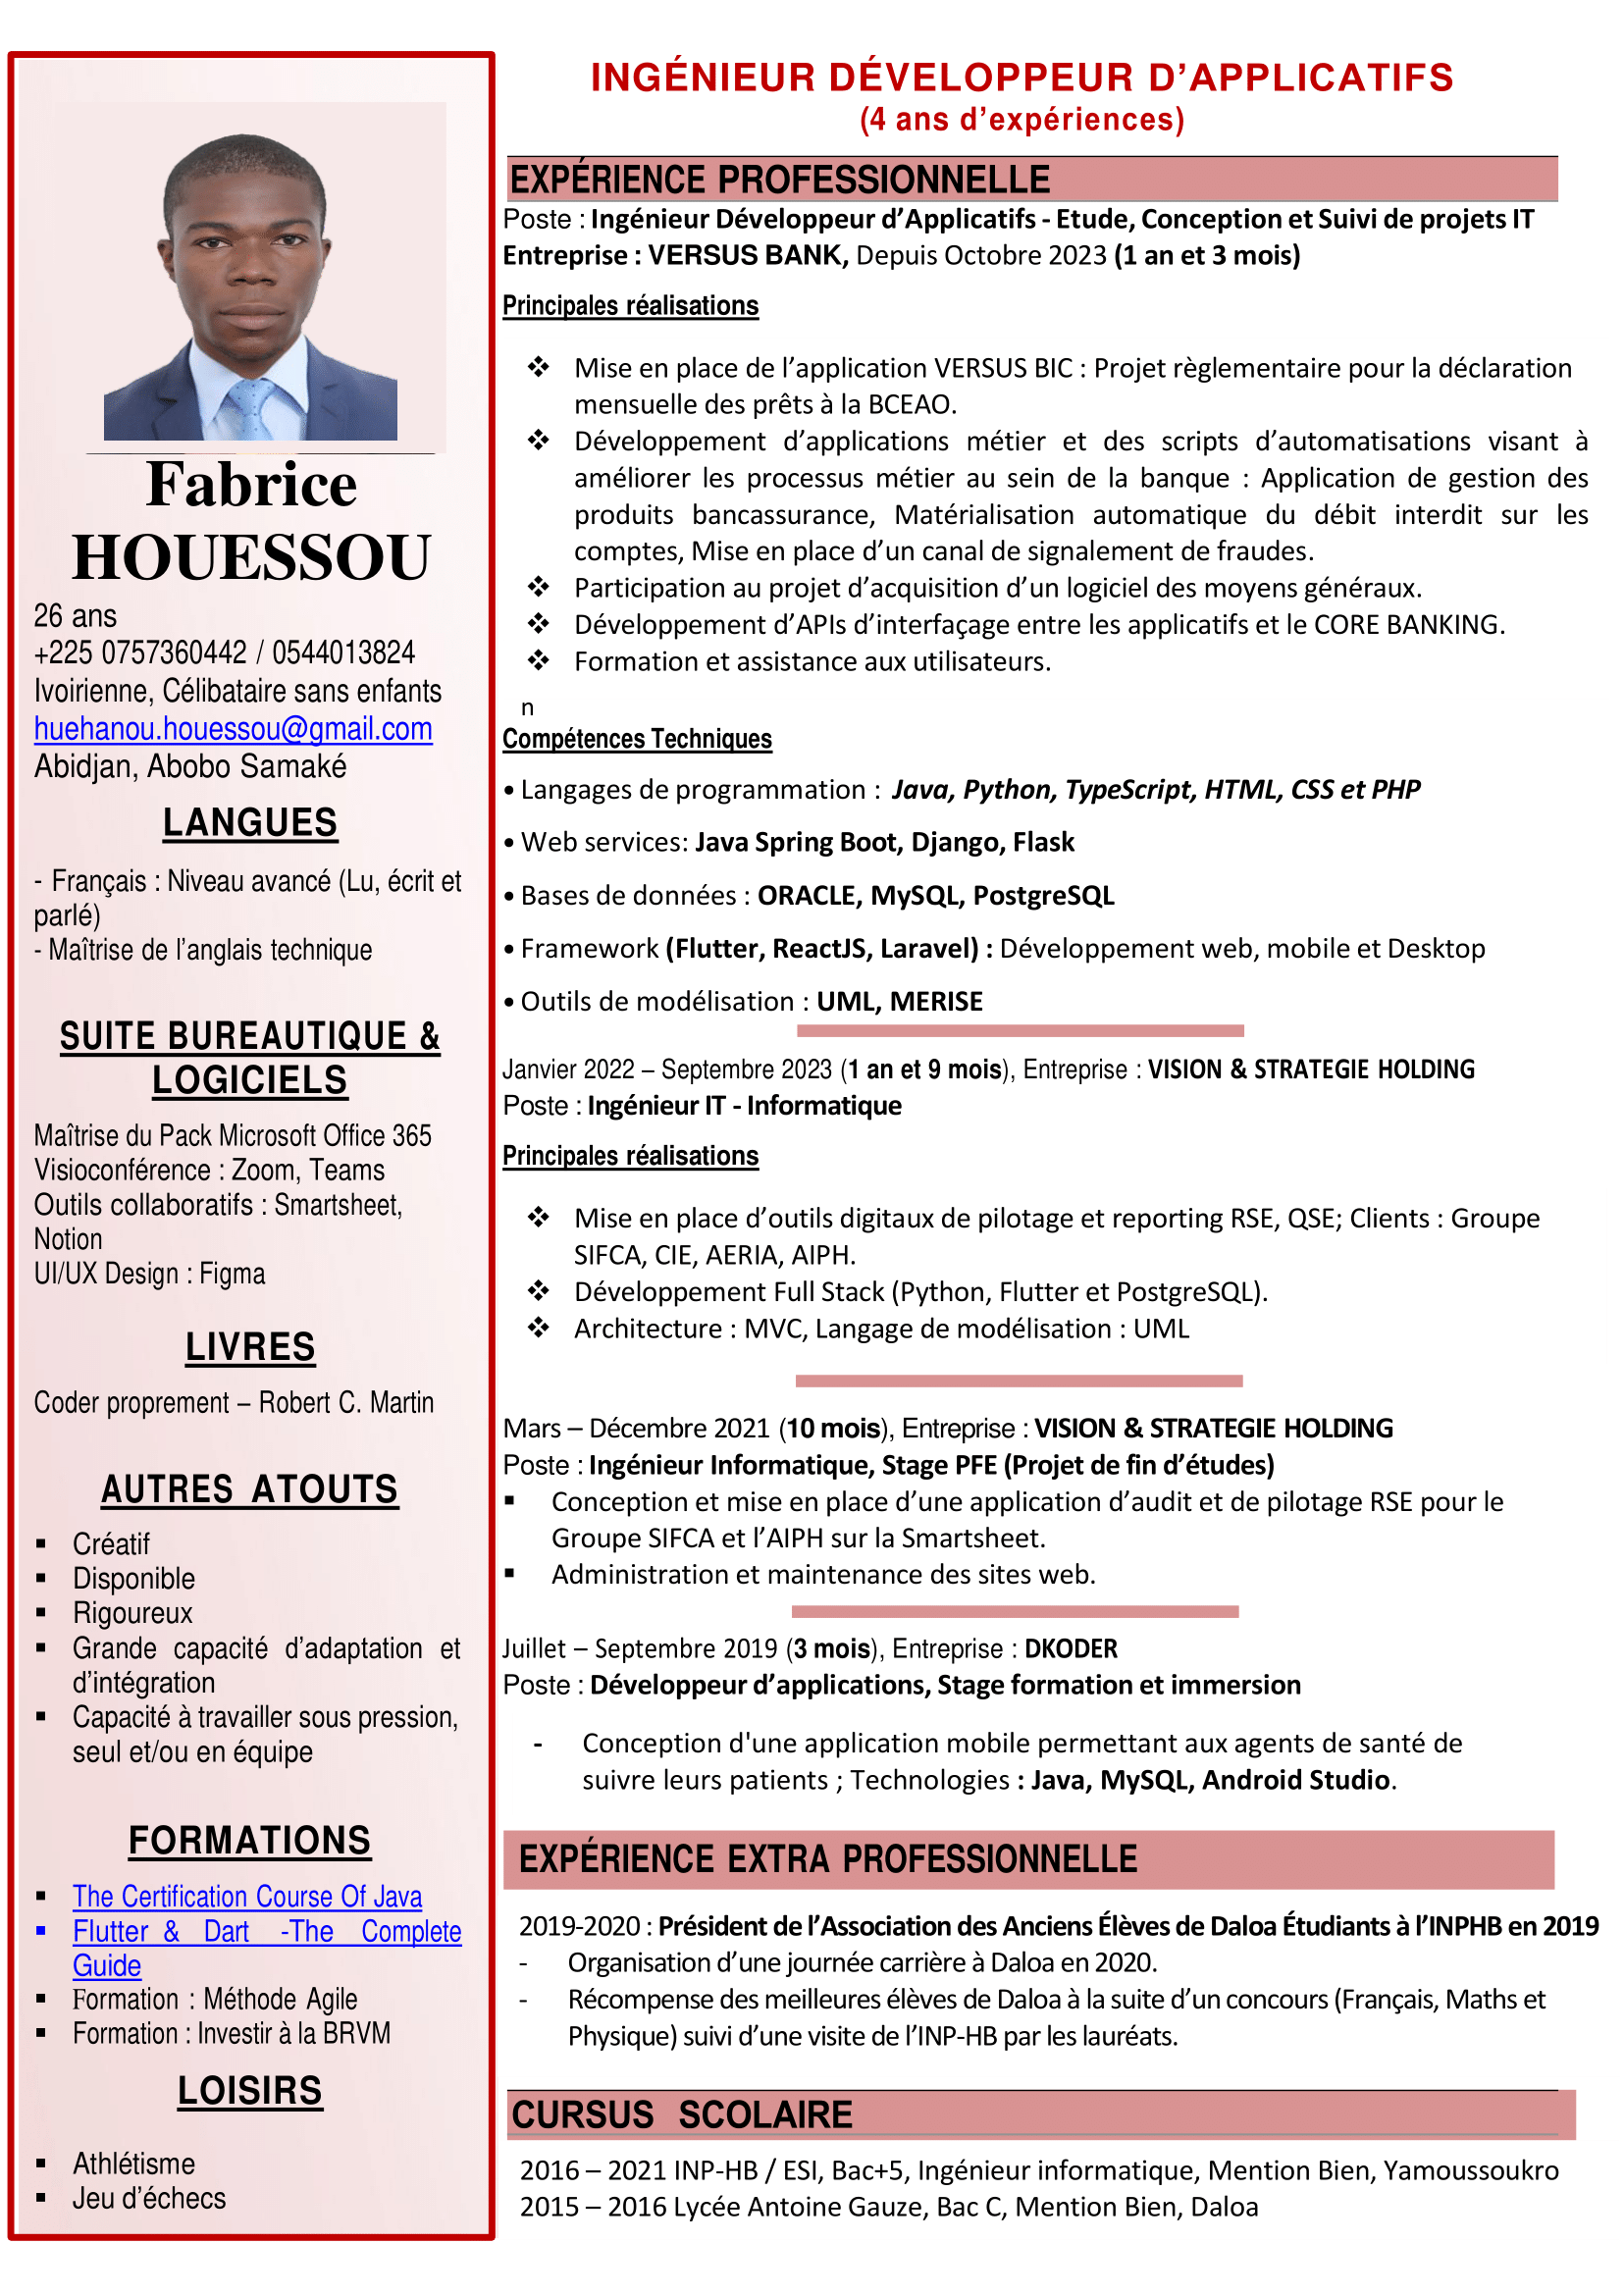 Fabrice
HOUESSOU
26 ans
+225 0757360442 / 0544013824
Ivoirienne, Célibataire sans enfants
huehanou.houessou@gmail.com
Abidjan, Abobo Samaké
LANGUES
- Français : Niveau avancé (Lu, écrit et
parlé)
- Maîtrise de l’anglais technique
SUITE BUREAUTIQUE &
LOGICIELS
Maîtrise du Pack Microsoft Office 365
Visioconférence : Zoom, Teams
Outils collaboratifs : Smartsheet,
Notion
UI/UX Design : Figma
LIVRES
Coder proprement – Robert C. Martin
AUTRES ATOUTS
▪ Créatif
▪ Disponible
▪ Rigoureux
▪ Grande capacité d’adaptation et
d’intégration
▪ Capacité à travailler sous pression,
seul et/ou en équipe
FORMATIONS
▪ The Certification Course Of Java
▪ Flutter & Dart -The Complete
Guide
▪ Formation : Méthode Agile
▪ Formation : Investir à la BRVM
LOISIRS
▪ Athlétisme
▪ Jeu d’échecs
INGÉNIEUR DÉVELOPPEUR D’APPLICATIFS
(4 ans d’expériences)
EXPÉRIENCE PROFESSIONNELLE
Poste : Ingénieur Développeur d’Applicatifs - Etude, Conception et Suivi de projets IT
Entreprise : VERSUS BANK, Depuis Octobre 2023 (1 an et 3 mois)
Principales réalisations
❖ Mise en place de l’application VERSUS BIC : Projet règlementaire pour la déclaration
mensuelle des prêts à la BCEAO.
❖ Développement d’applications métier et des scripts d’automatisations visant à
améliorer les processus métier au sein de la banque : Application de gestion des
produits bancassurance, Matérialisation automatique du débit interdit sur les
comptes, Mise en place d’un canal de signalement de fraudes.
❖ Participation au projet d’acquisition d’un logiciel des moyens généraux.
❖ Développement d’APIs d’interfaçage entre les applicatifs et le CORE BANKING.
❖ Formation et assistance aux utilisateurs.
n
Compétences Techniques
• Langages de programmation : Java, Python, TypeScript, HTML, CSS et PHP
• Web services: Java Spring Boot, Django, Flask
• Bases de données : ORACLE, MySQL, PostgreSQL
• Framework (Flutter, ReactJS, Laravel) : Développement web, mobile et Desktop
• Outils de modélisation : UML, MERISE
Janvier 2022 – Septembre 2023 (1 an et 9 mois), Entreprise : VISION & STRATEGIE HOLDING
Poste : Ingénieur IT - Informatique
Principales réalisations
❖ Mise en place d’outils digitaux de pilotage et reporting RSE, QSE; Clients : Groupe
SIFCA, CIE, AERIA, AIPH.
❖ Développement Full Stack (Python, Flutter et PostgreSQL).
❖ Architecture : MVC, Langage de modélisation : UML
Mars – Décembre 2021 (10 mois), Entreprise : VISION & STRATEGIE HOLDING
Poste : Ingénieur Informatique, Stage PFE (Projet de fin d’études)
▪ Conception et mise en place d’une application d’audit et de pilotage RSE pour le
Groupe SIFCA et l’AIPH sur la Smartsheet.
▪ Administration et maintenance des sites web.
Juillet – Septembre 2019 (3 mois), Entreprise : DKODER
Poste : Développeur d’applications, Stage formation et immersion
- Conception d'une application mobile permettant aux agents de santé de
suivre leurs patients ; Technologies : Java, MySQL, Android Studio.
EXPÉRIENCE EXTRA PROFESSIONNELLE
2019-2020 : Président de l’Association des Anciens Élèves de Daloa Étudiants à l’INPHB en 2019
- Organisation d’une journée carrière à Daloa en 2020.
- Récompense des meilleures élèves de Daloa à la suite d’un concours (Français, Maths et
Physique) suivi d’une visite de l’INP-HB par les lauréats.
CURSUS SCOLAIRE
2016 – 2021 INP-HB / ESI, Bac+5, Ingénieur informatique, Mention Bien, Yamoussoukro
2015 – 2016 Lycée Antoine Gauze, Bac C, Mention Bien, Daloa